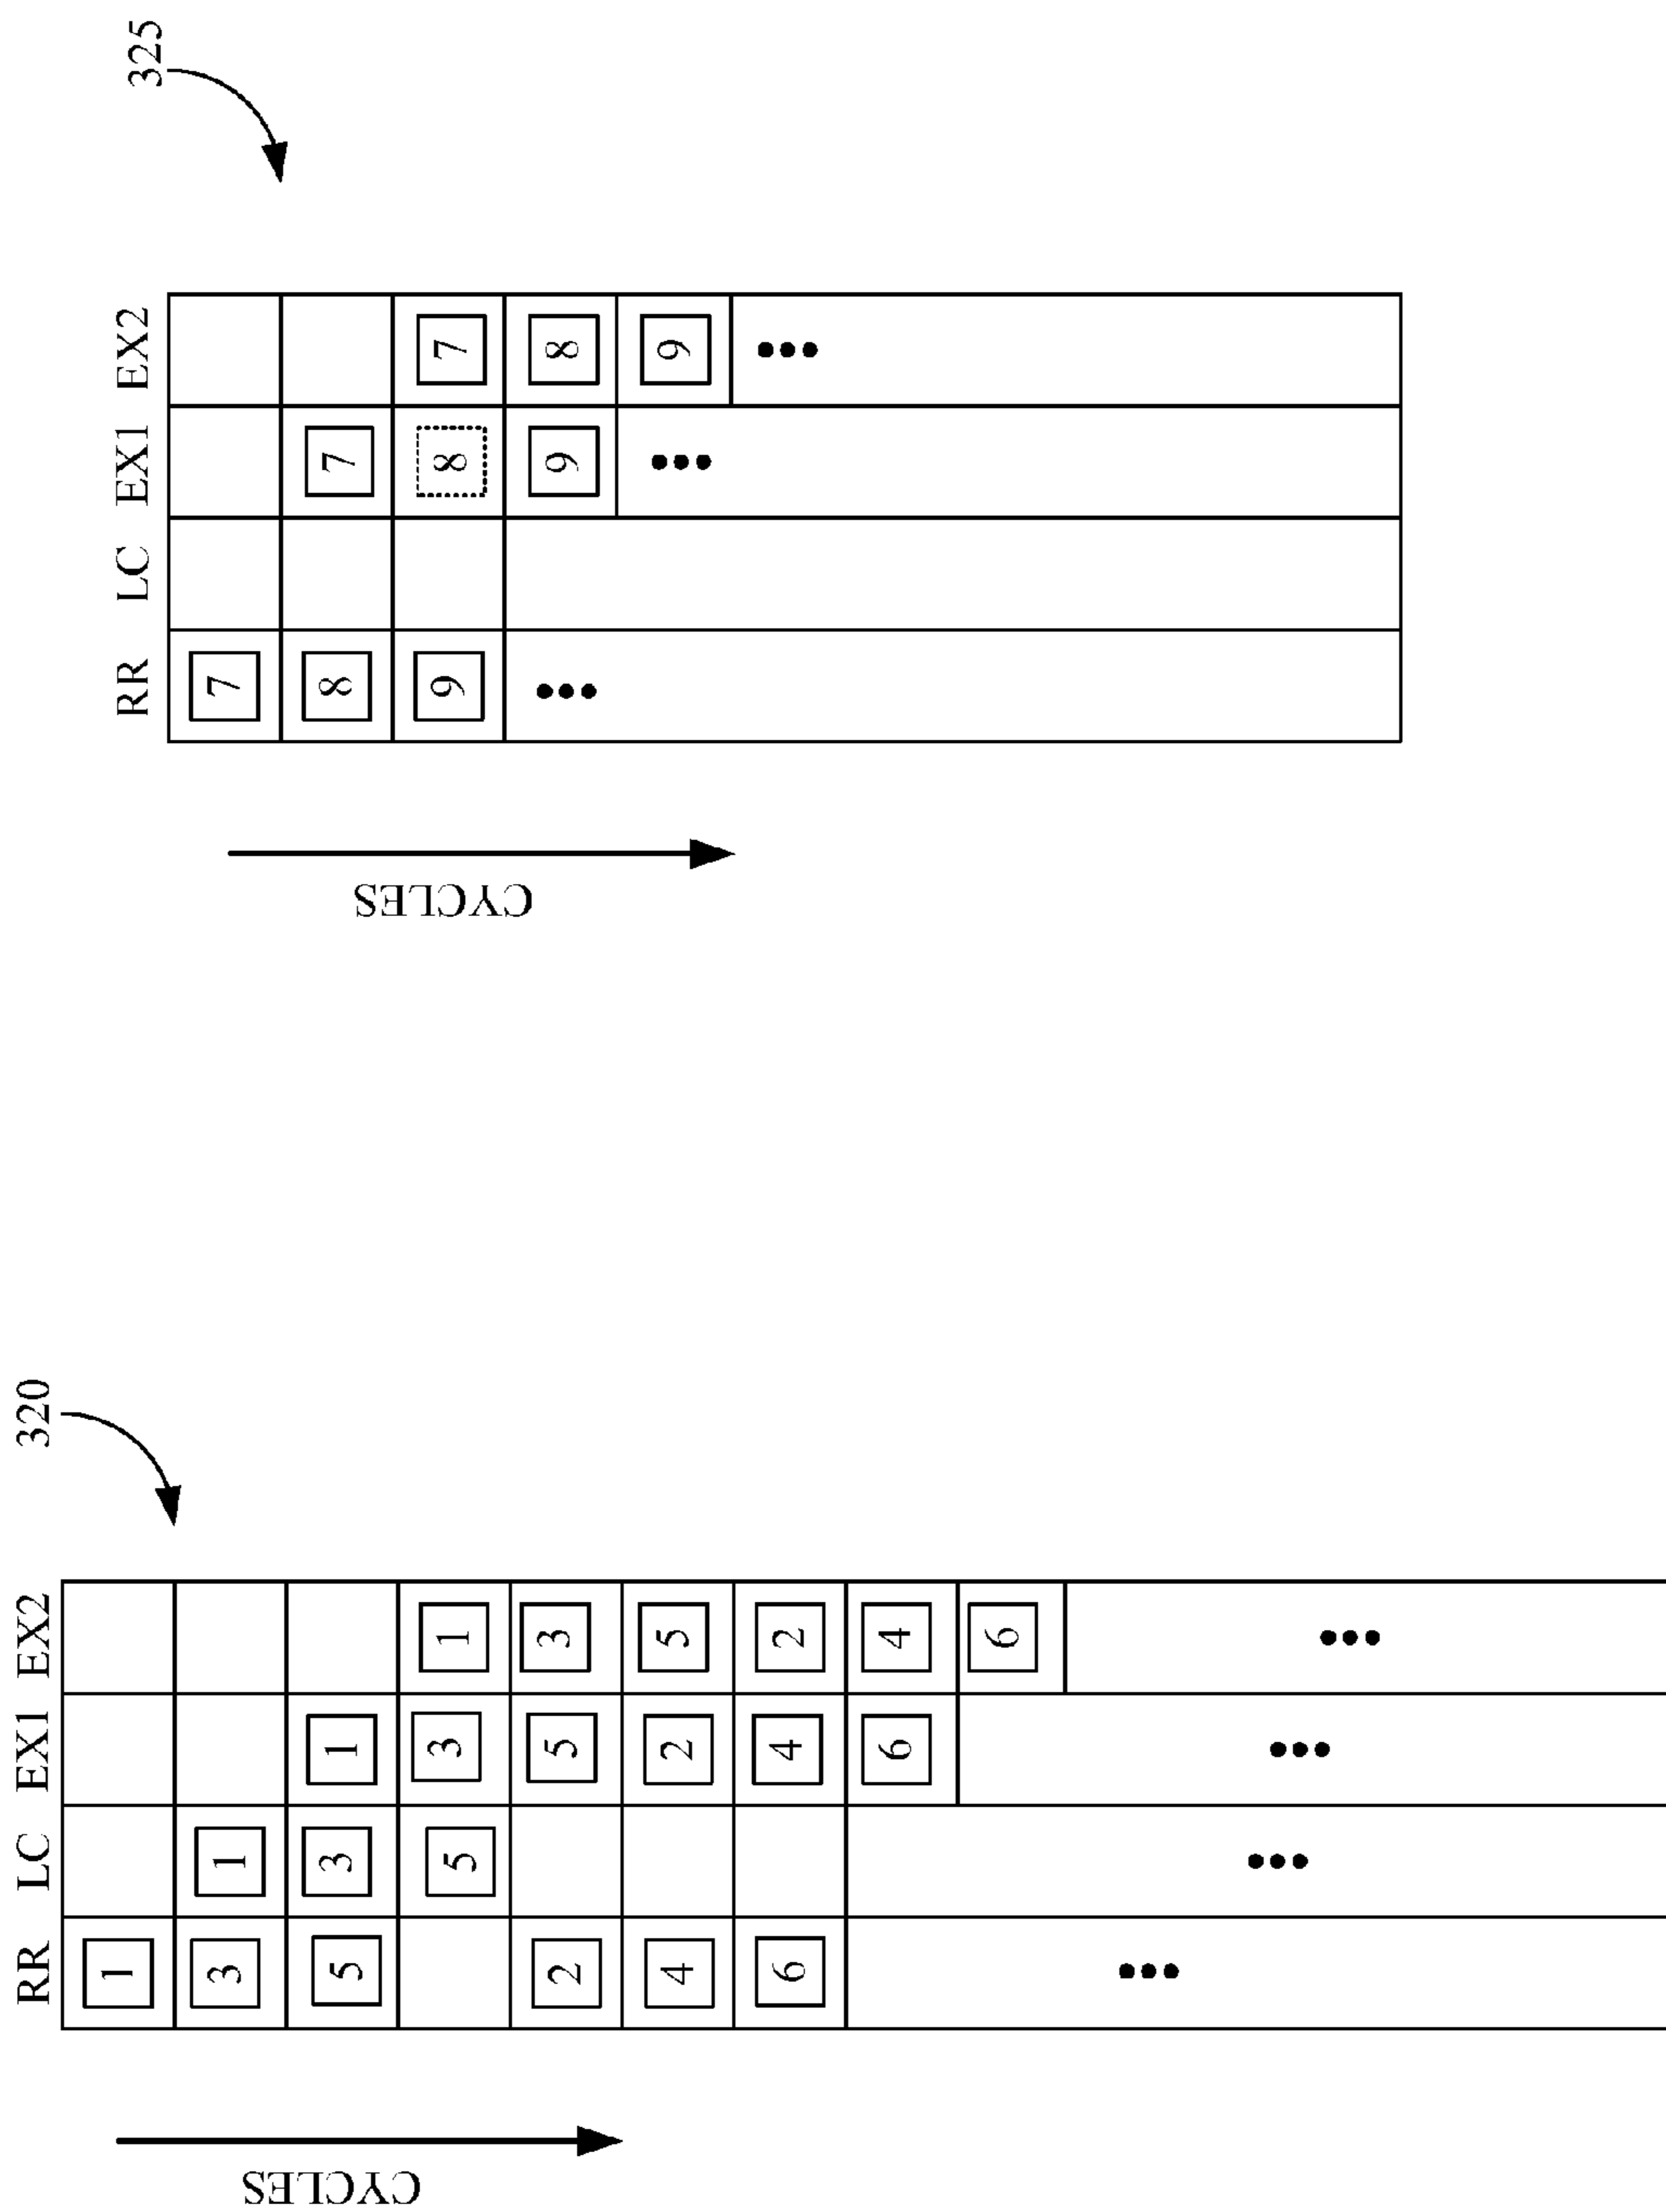 320
RR LC EX1 EX2
CYCLES
1
3 1
5 3 1
5 3 1
2 5 3
4 2 5
6 4 2
6 4
6
325
RR LC EX1 EX2
CYCLES
7
8 7
9 8 7
9 8
9